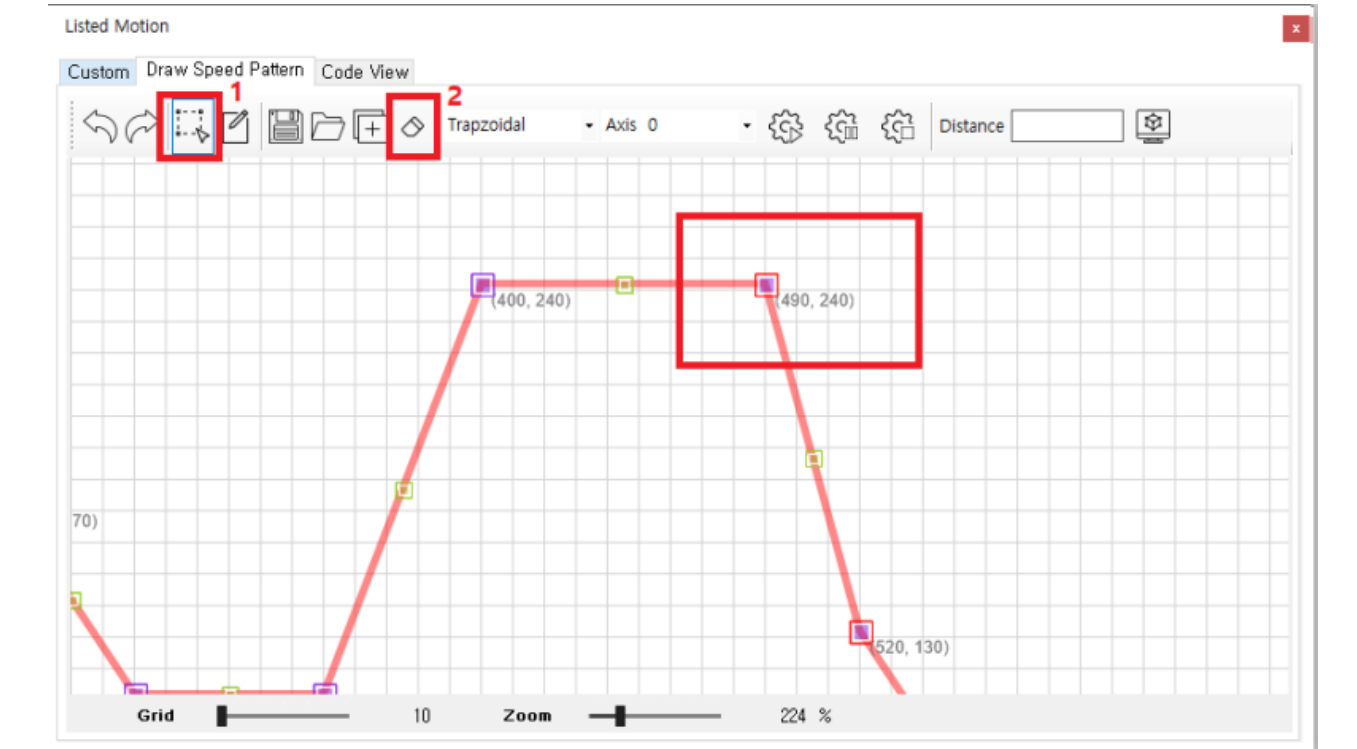 Listed Motion
x
Custom Draw Speed Pattern Code View
1
2
Trapzoidal Axis 0 Distance
(400, 240)
(490, 240)
70)
(520, 130)
Grid 10 Zoom 224 %